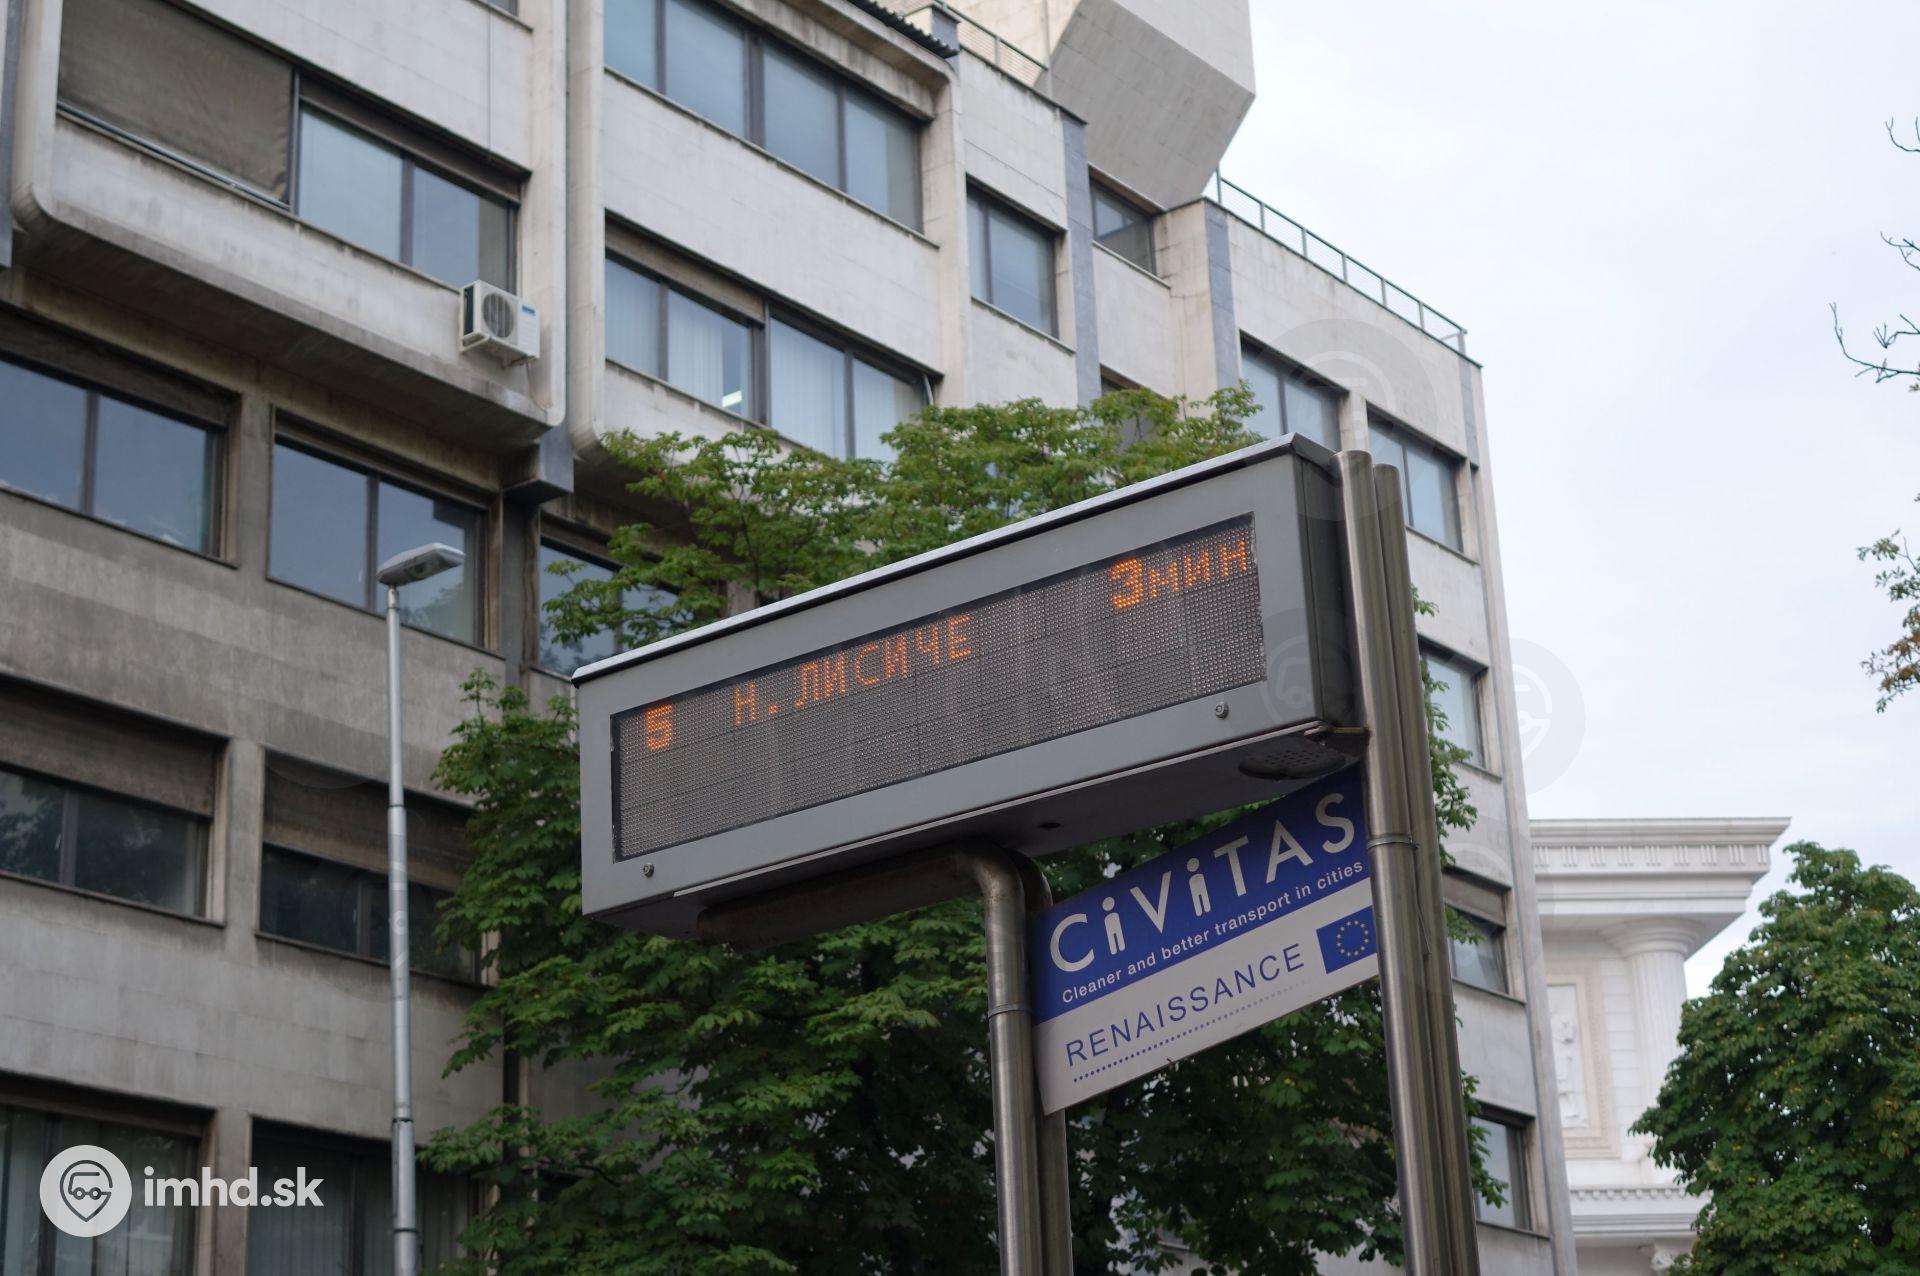 5 Н. ЛИСИЧЕ 3мин
CiViTAS
Cleaner and better transport in cities
RENAISSANCE
imhd.sk